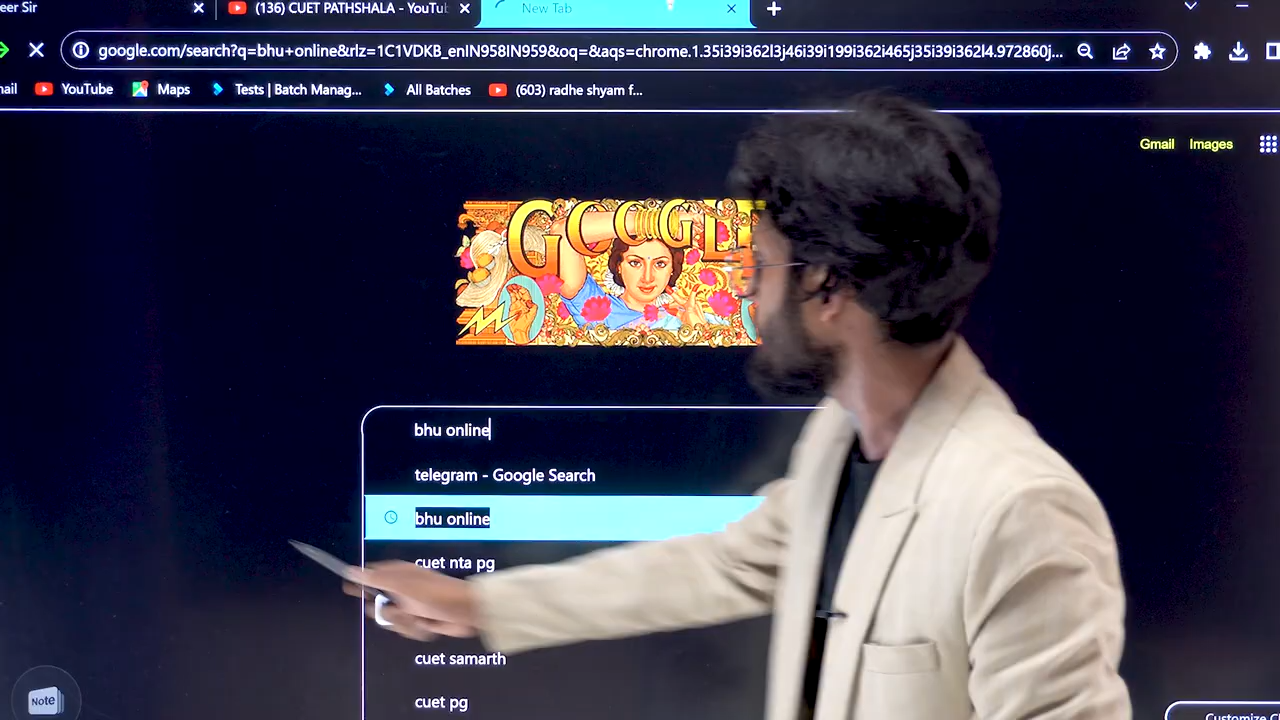 eer Sir
(136) CUET PATHSHALA - YouTub
New Tab
google.com/search?q=bhu+online&rlz=1C1VDKB_enIN958IN959&oq=&aqs=chrome.1.35i39i362l3j46i39i199i362i465j35i39i362l4.972860j...
ail
YouTube
Maps
Tests | Batch Manag...
All Batches
(603) radhe shyam f...
Gmail
Images
GOOGLE
bhu online
telegram - Google Search
bhu online
cuet nta pg
cuet samarth
cuet pg
Note
Customize C